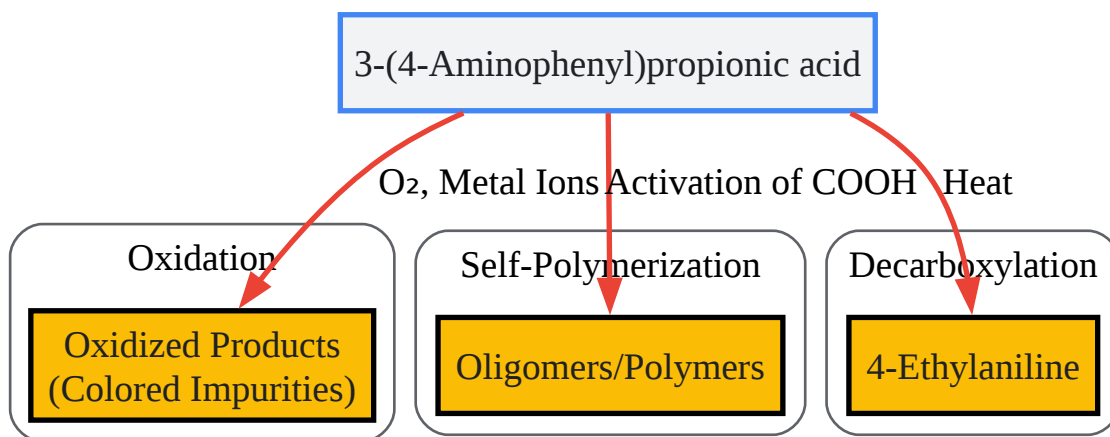 3-(4-Aminophenyl)propionic acid
O₂, Metal Ions Activation of COOH Heat
Oxidation Self-Polymerization Decarboxylation
Oxidized Products
(Colored Impurities)
Oligomers/Polymers
4-Ethylaniline